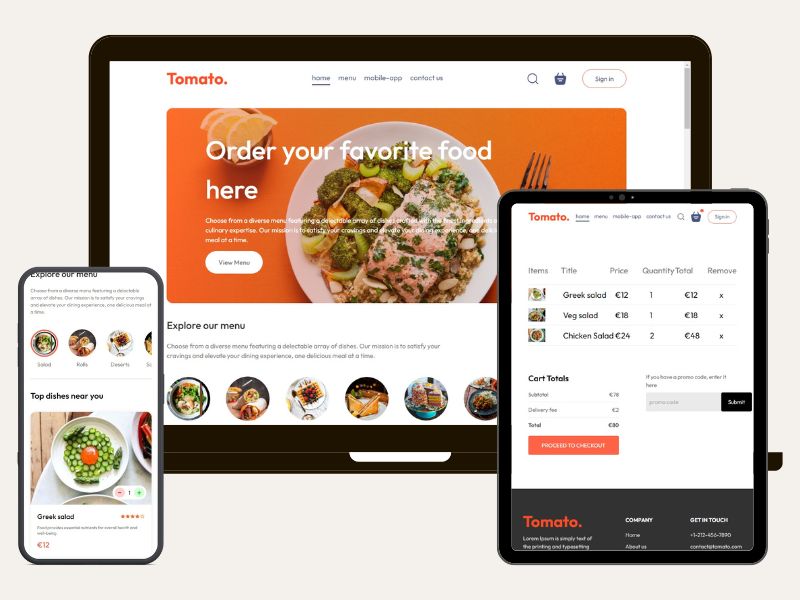 Tomato.
home menu mobile-app contact us
Sign in
Order your favorite food
here
Choose from a diverse menu featuring a delectable array of dishes crafted with the finest ingredients
culinary expertise. Our mission is to satisfy your cravings and elevate your dining experience, one delicious
meal at a time.
View Menu
Explore our menu
Choose from a diverse menu featuring a delectable array of dishes. Our mission is to satisfy your
cravings and elevate your dining experience, one delicious meal at a time.
Explore our menu
Choose from a diverse menu featuring a delectable
array of dishes. Our mission is to satisfy your cravings
and elevate your dining experience, one delicious meal at
a time.
Salad Rolls Deserts
Top dishes near you
- 1 +
Greek salad
Food provides essential nutrients for overall health and
well-being
€12
Tomato.
home menu mobile-app contact us
Sign in
Items Title Price Quantity Total Remove
Greek salad €12 1 €12 x
Veg salad €18 1 €18 x
Chicken Salad €24 2 €48 x
Cart Totals
Subtotal €78
Delivery fee €2
Total €80
PROCEED TO CHECKOUT
If you have a promo code, enter it
here
promo code
Submit
Tomato.
Lorem Ipsum is simply text of
the printing and typesetting
COMPANY
Home
About us
GET IN TOUCH
+1-212-456-7890
contact@tomato.com